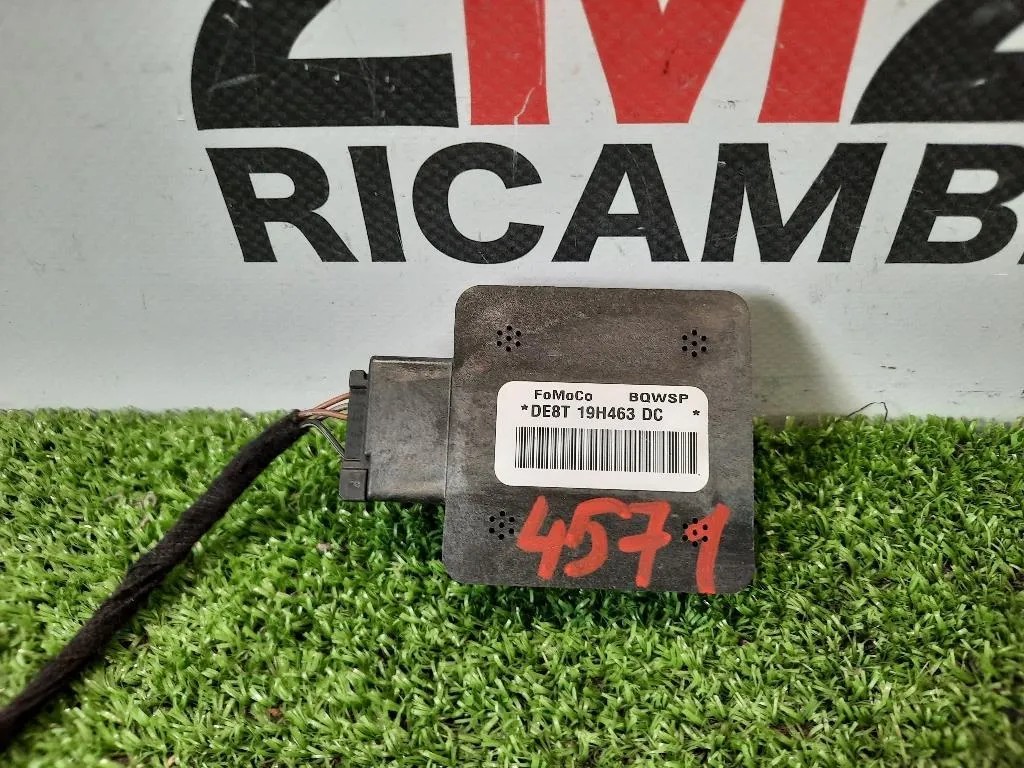 RICAMB
FoMoCo BQWSP
*DE8T 19H463 DC *
4571